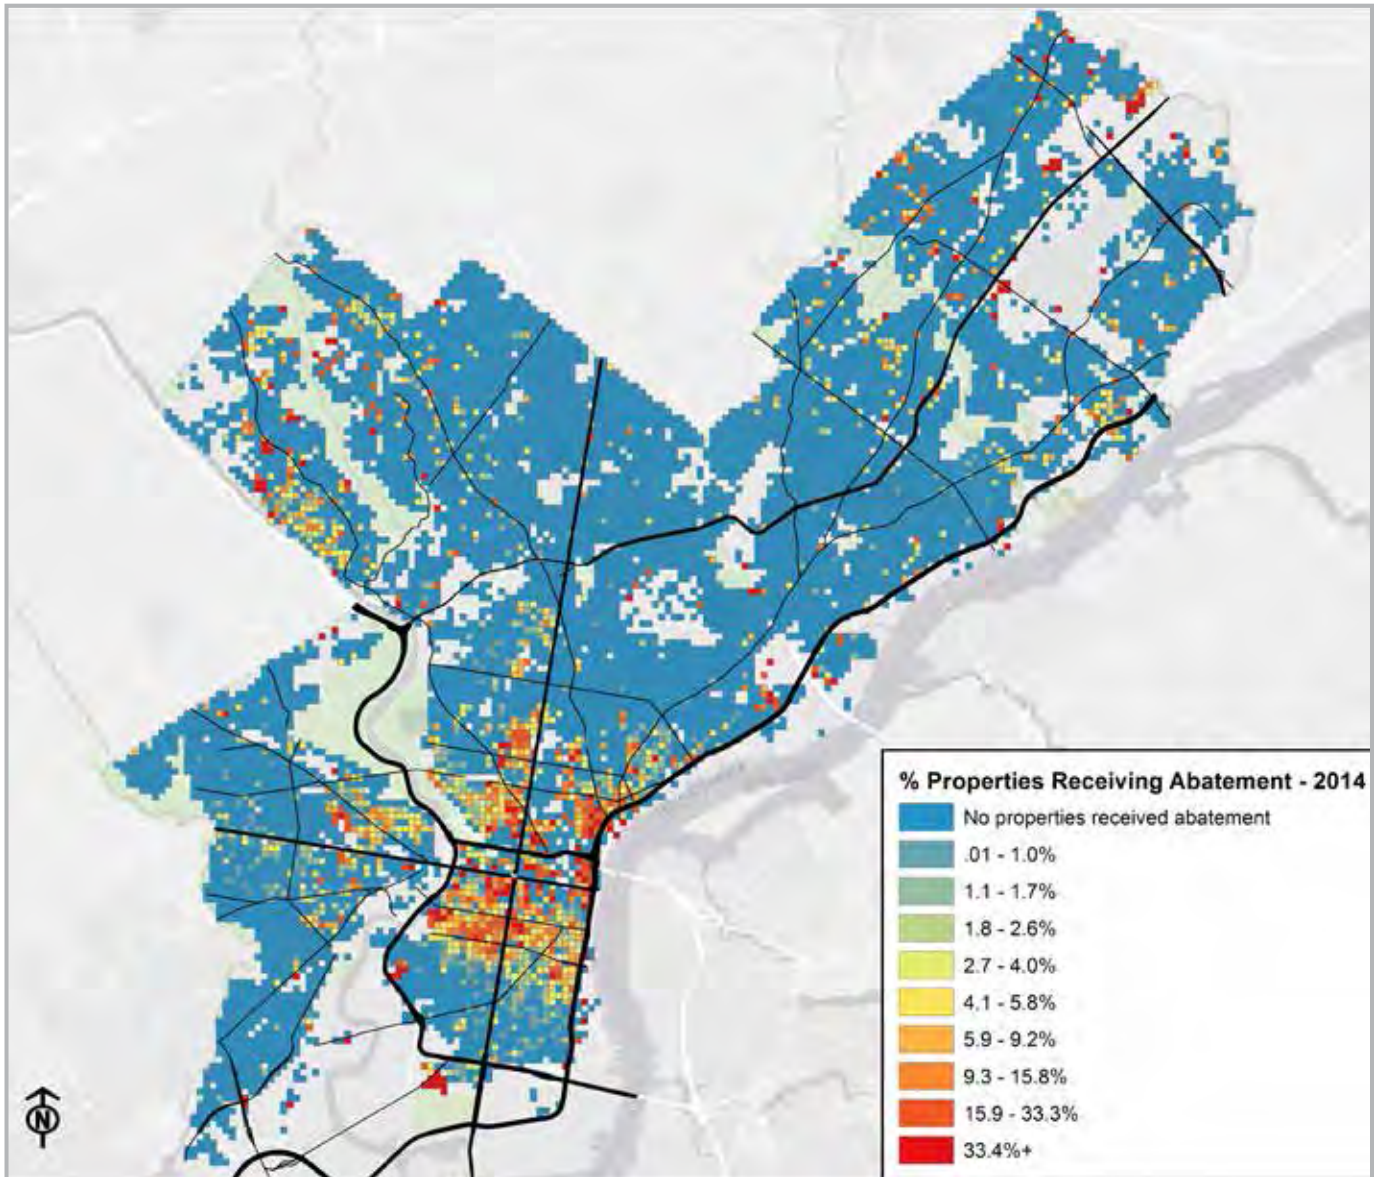 % Properties Receiving Abatement - 2014
No properties received abatement
.01 - 1.0%
1.1 - 1.7%
1.8 - 2.6%
2.7 - 4.0%
4.1 - 5.8%
5.9 - 9.2%
9.3 - 15.8%
15.9 - 33.3%
33.4%+
N